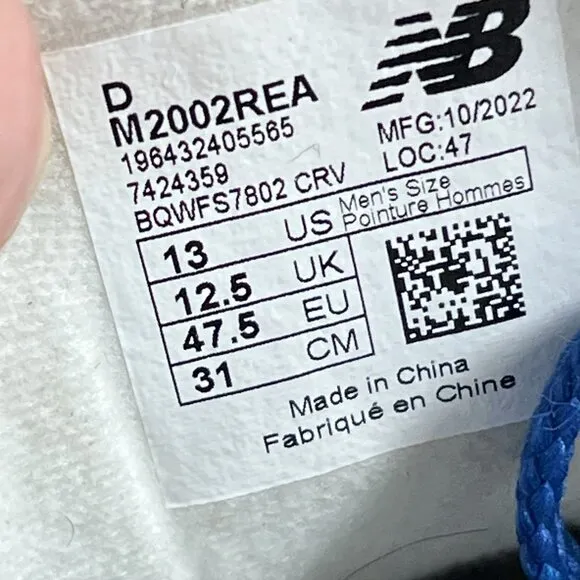 NB
D
M2002REA
196432405565
7424359
BQWFS7802 CRV
MFG:10/2022
LOC:47
13 US Men's Size
Pointure Hommes
12.5 UK
47.5 EU
31 CM
Made in China
Fabriqué en Chine